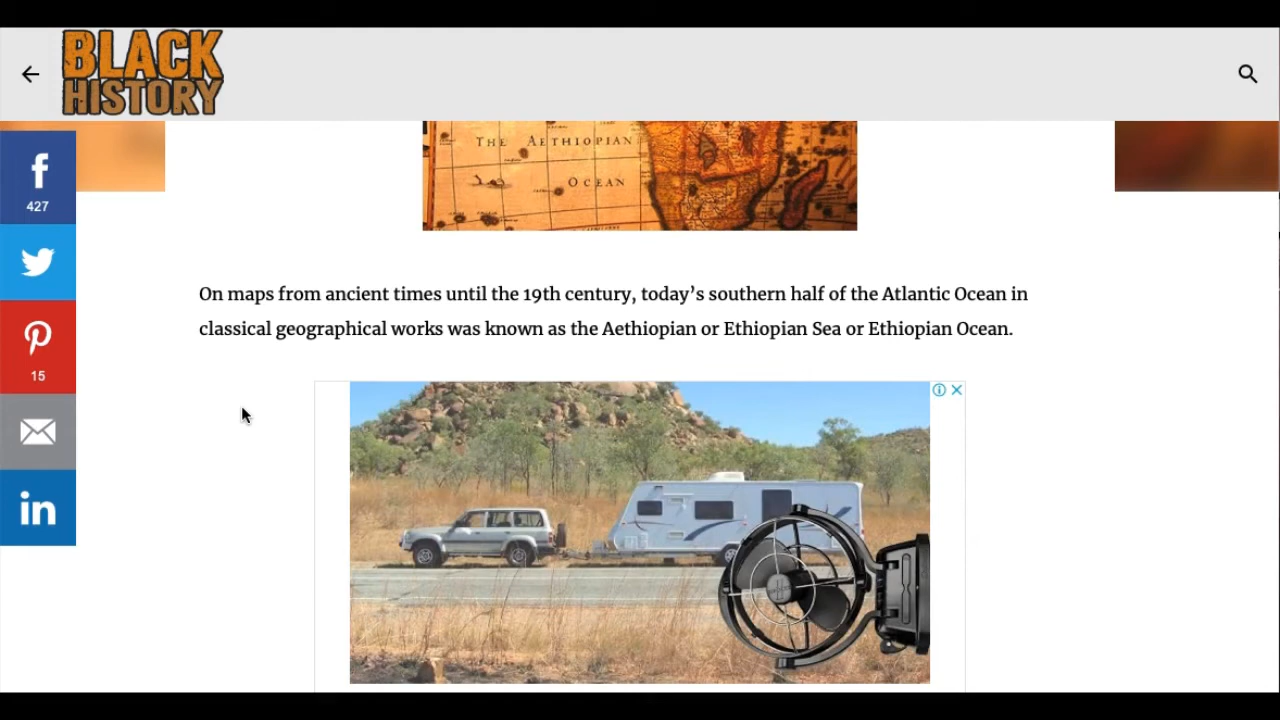 BLACK
HISTORY
THE AETHIOPIAN
OCEAN
427
15
On maps from ancient times until the 19th century, today’s southern half of the Atlantic Ocean in
classical geographical works was known as the Aethiopian or Ethiopian Sea or Ethiopian Ocean.